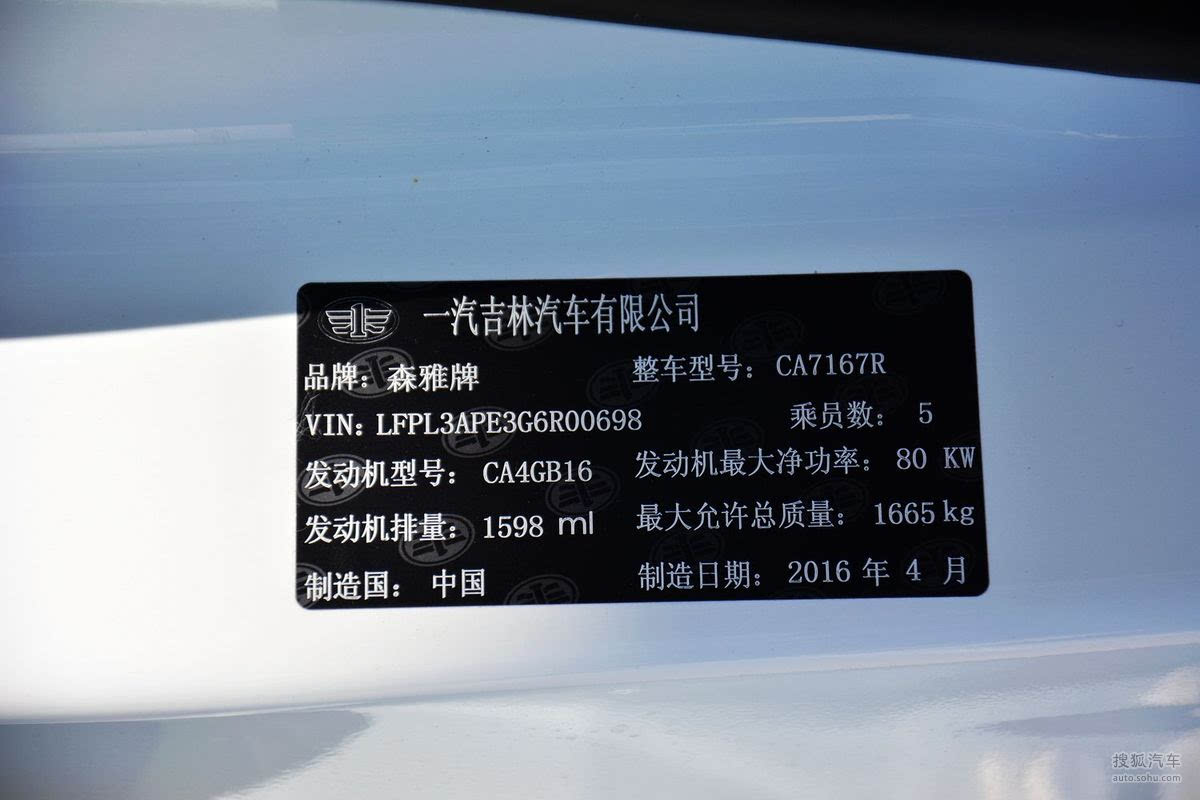 一汽吉林汽车有限公司
品牌：森雅牌 整车型号：CA7167R
VIN：LFPL3APE3G6R00698 乘员数：5
发动机型号：CA4GB16 发动机最大净功率：80 KW
发动机排量：1598 ml 最大允许总质量：1665kg
制造国：中国 制造日期：2016 年 4 月
搜狐汽车
auto.sohu.com